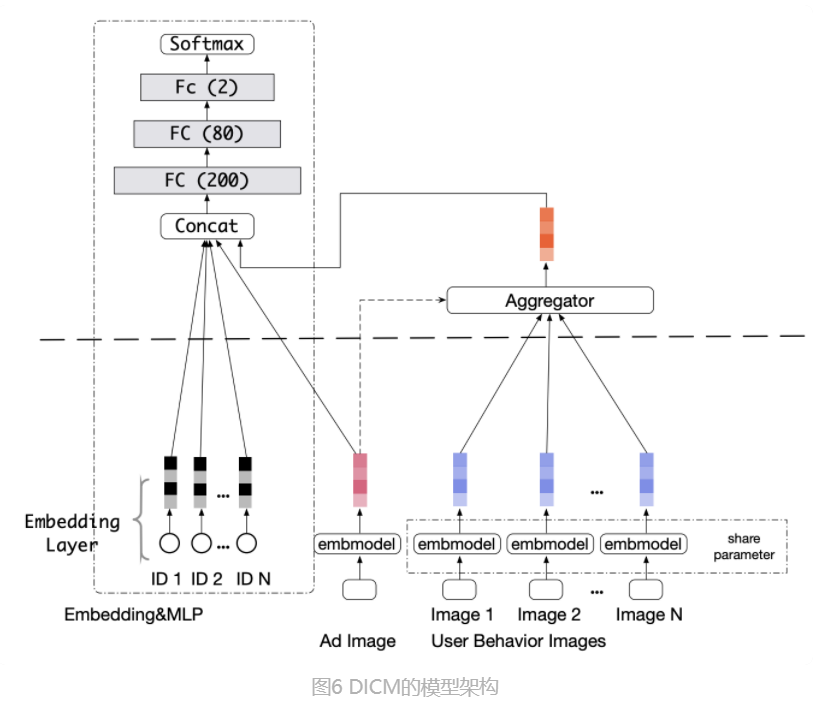 Softmax
Fc (2)
FC (80)
FC (200)
Concat
Aggregator
Embedding
Layer
...
...
...
embmodel
embmodel
embmodel
embmodel
share
parameter
ID 1
ID 2
ID N
Image 1
Image 2
...
Image N
Embedding&MLP
Ad Image
User Behavior Images
图6 DICM的模型架构